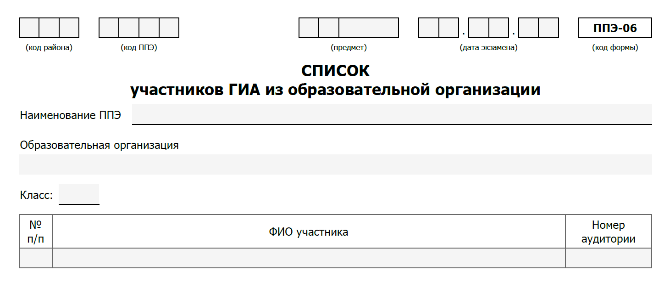 . . ППЭ-06
(код района) (код ППЭ) (предмет) (дата экзамена) (код формы)
СПИСОК
участников ГИА из образовательной организации
Наименование ППЭ
Образовательная организация
Класс:
№ п/п ФИО участника Номер аудитории